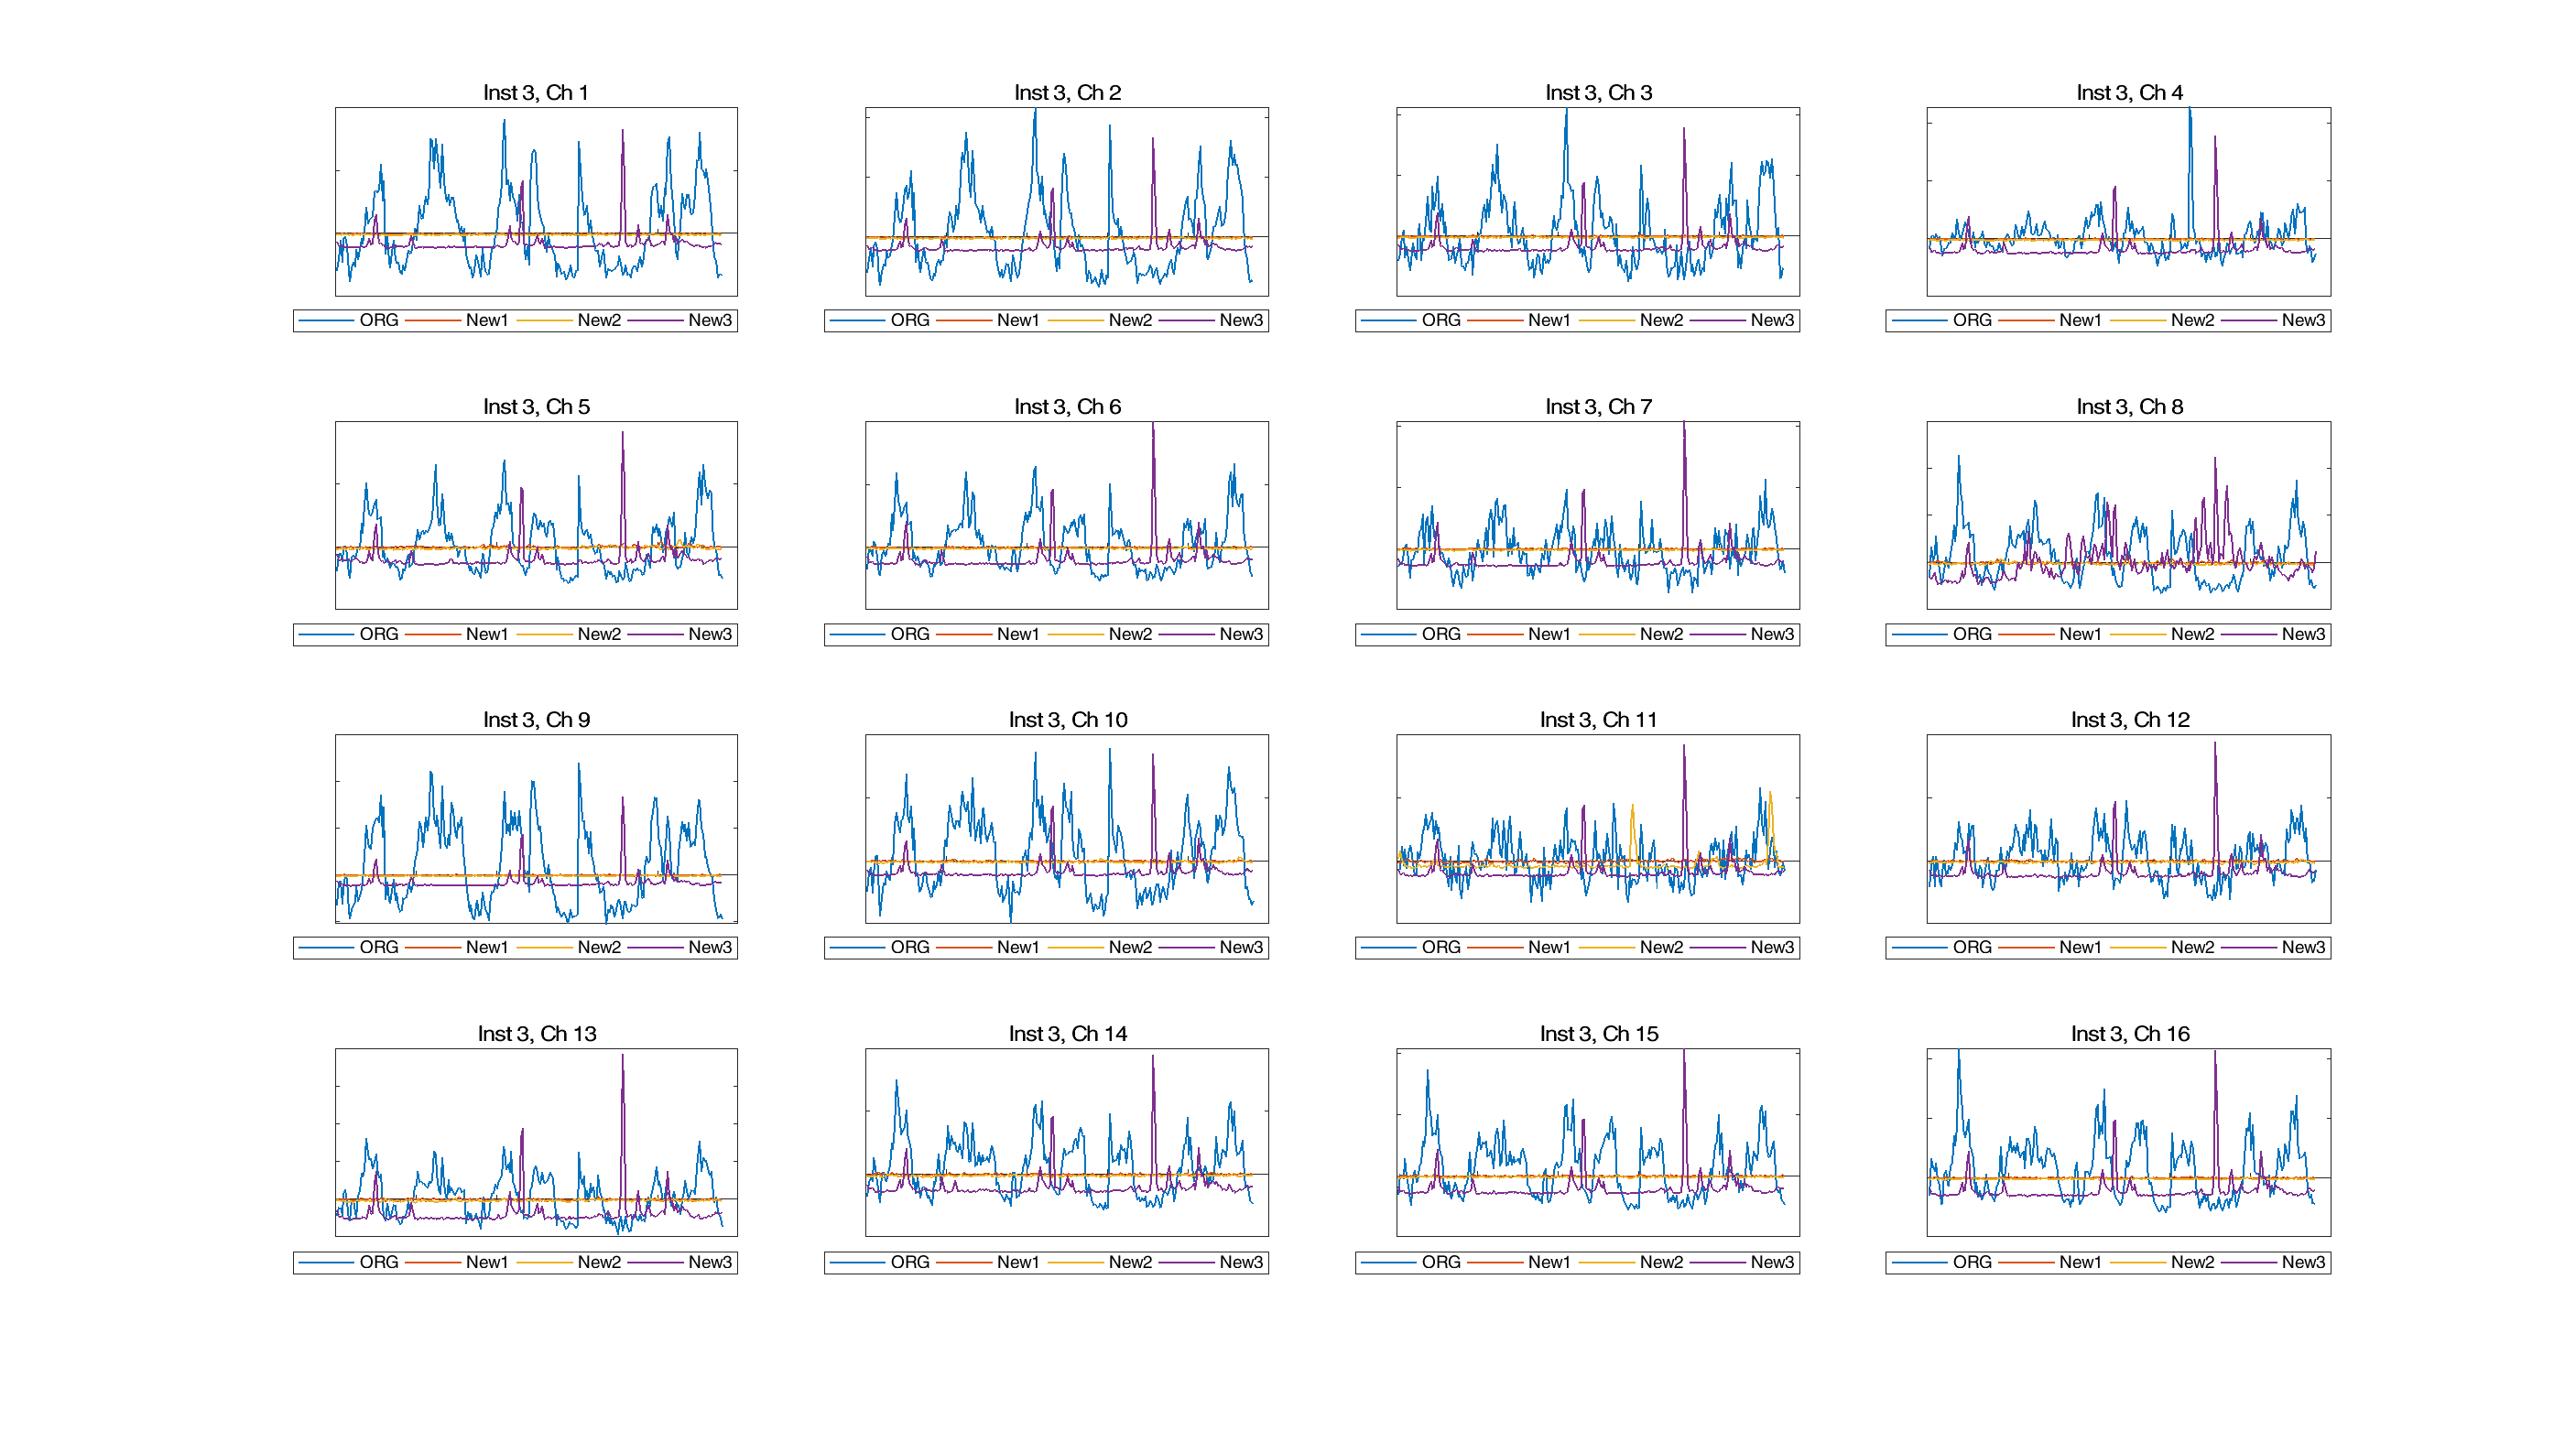 Inst 3, Ch 1
Inst 3, Ch 2
Inst 3, Ch 3
Inst 3, Ch 4
ORG New1 New2 New3
ORG New1 New2 New3
ORG New1 New2 New3
ORG New1 New2 New3
Inst 3, Ch 5
Inst 3, Ch 6
Inst 3, Ch 7
Inst 3, Ch 8
ORG New1 New2 New3
ORG New1 New2 New3
ORG New1 New2 New3
ORG New1 New2 New3
Inst 3, Ch 9
Inst 3, Ch 10
Inst 3, Ch 11
Inst 3, Ch 12
ORG New1 New2 New3
ORG New1 New2 New3
ORG New1 New2 New3
ORG New1 New2 New3
Inst 3, Ch 13
Inst 3, Ch 14
Inst 3, Ch 15
Inst 3, Ch 16
ORG New1 New2 New3
ORG New1 New2 New3
ORG New1 New2 New3
ORG New1 New2 New3